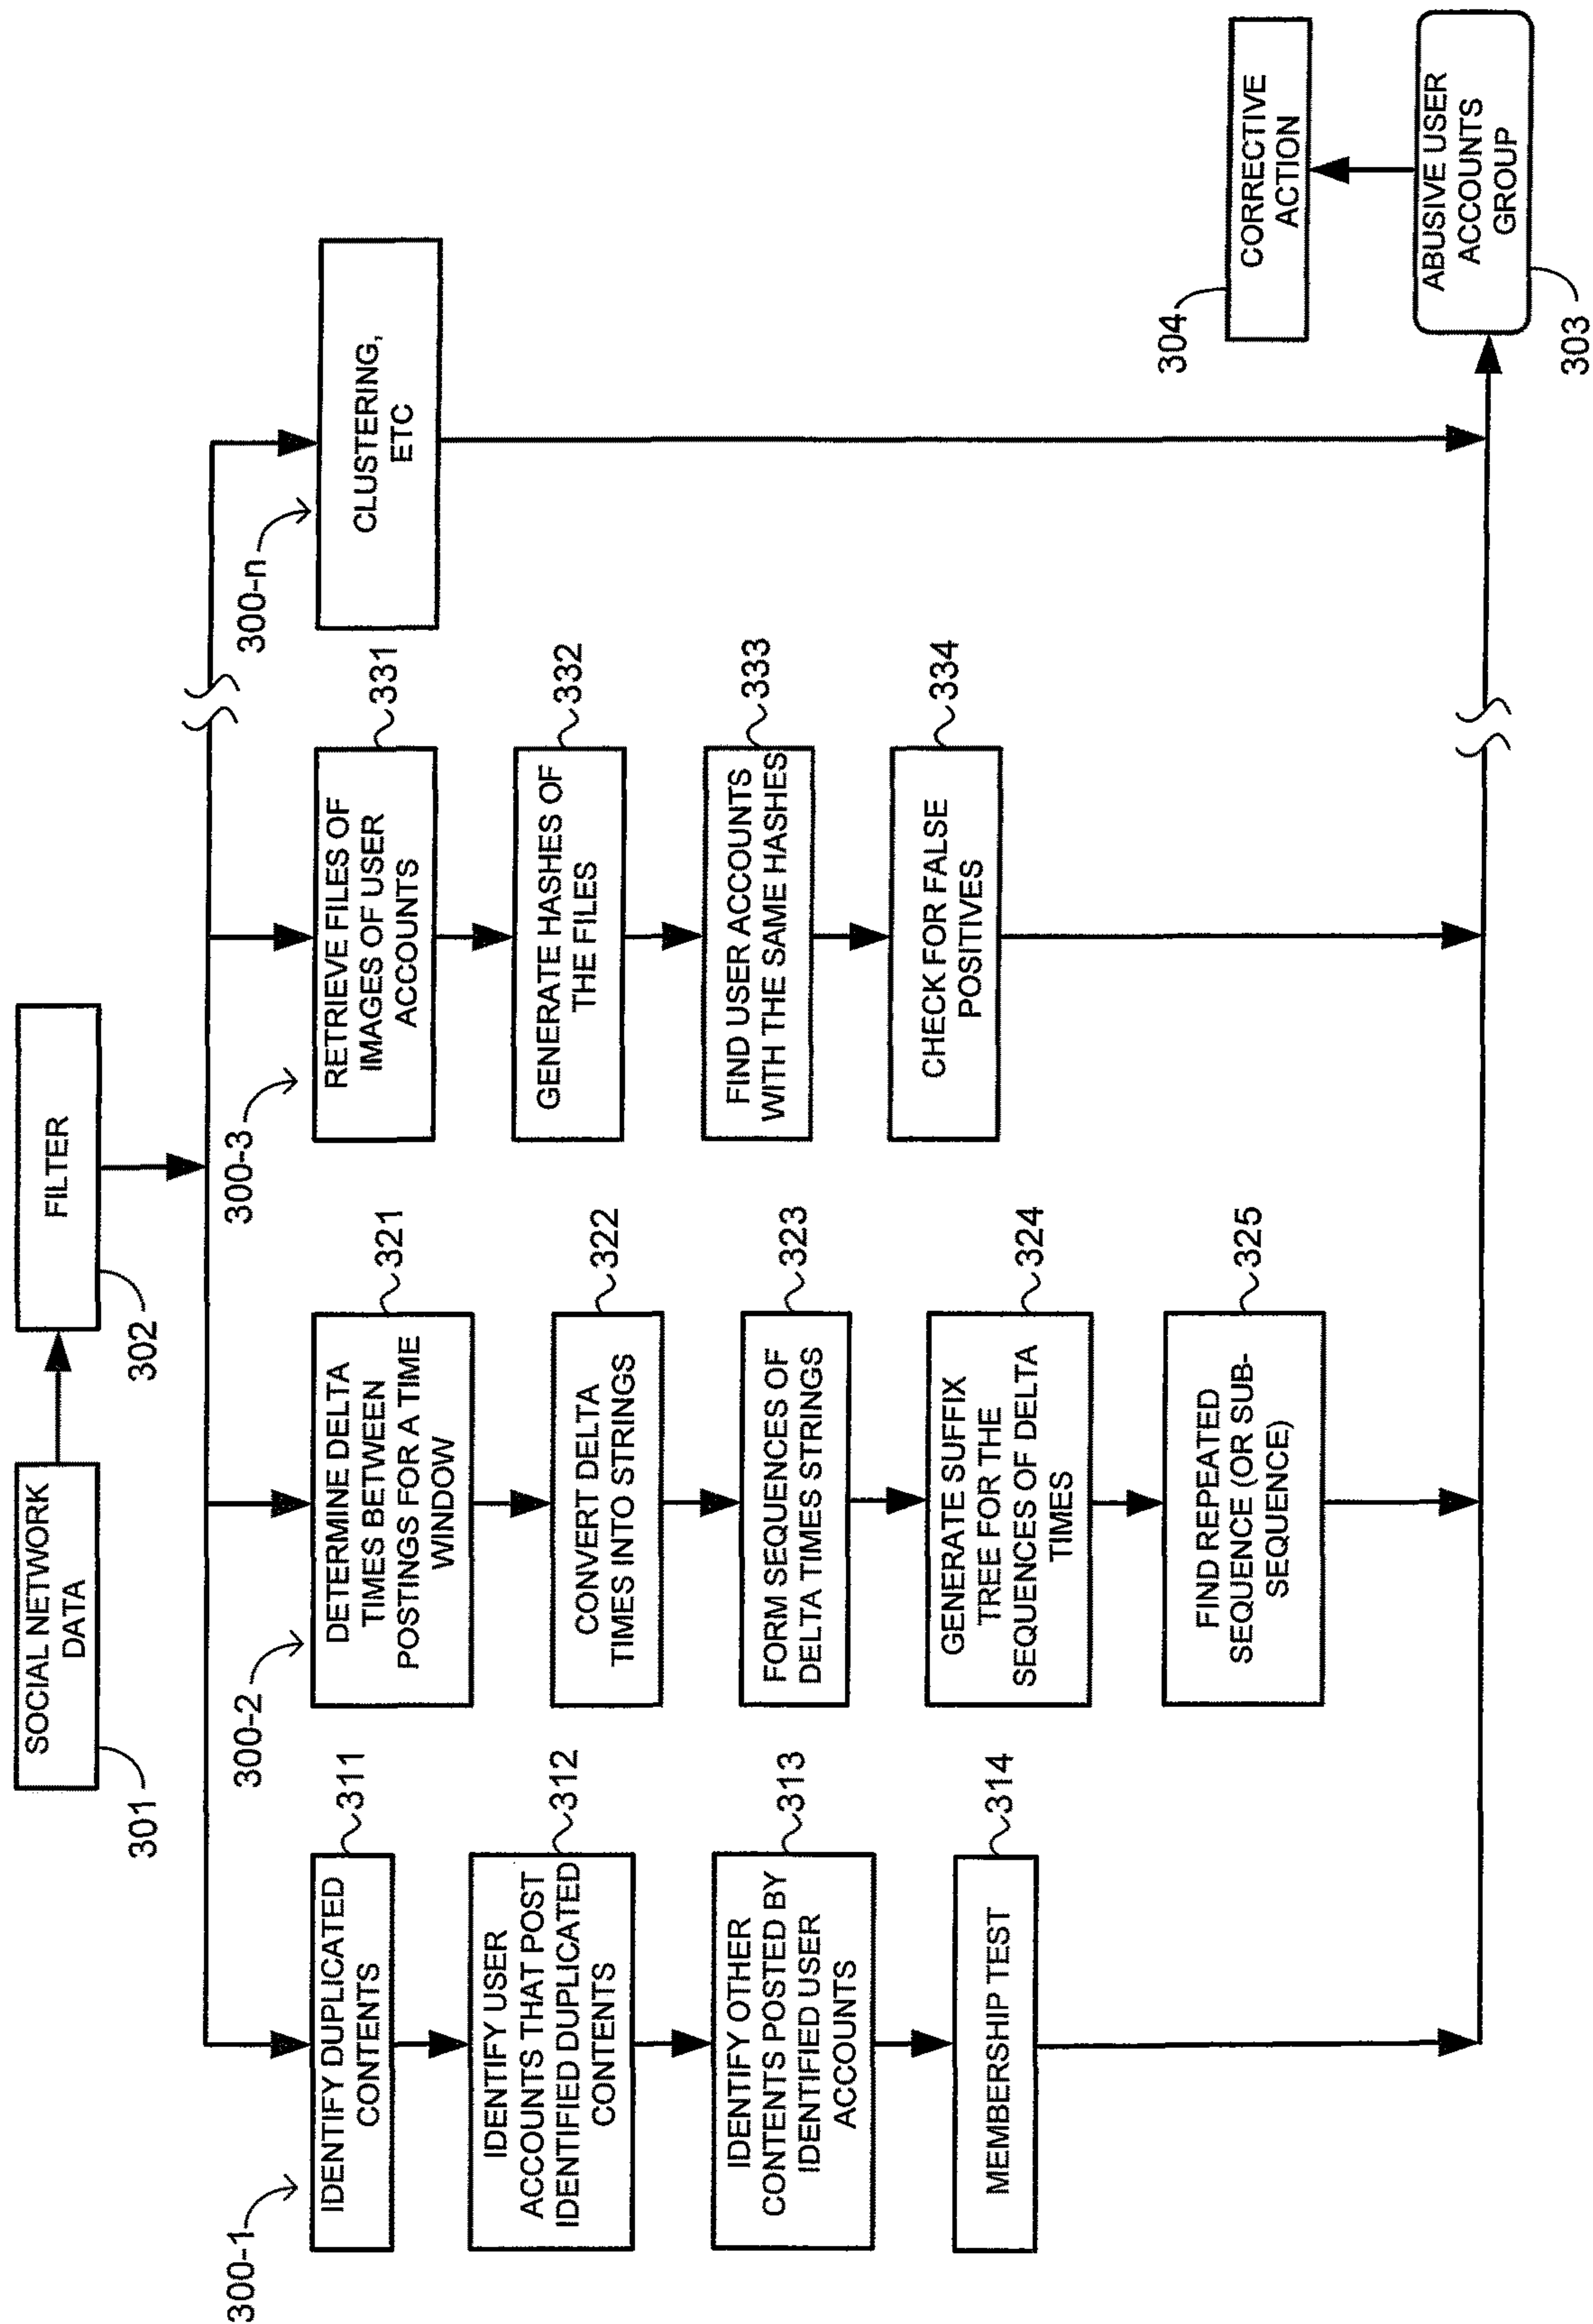 SOCIAL NETWORK
DATA
301
FILTER
302
300-1
IDENTIFY DUPLICATED
CONTENTS
311
IDENTIFY USER
ACCOUNTS THAT POST
IDENTIFIED DUPLICATED
CONTENTS
312
IDENTIFY OTHER
CONTENTS POSTED BY
IDENTIFIED USER
ACCOUNTS
313
MEMBERSHIP TEST
314
300-2
DETERMINE DELTA
TIMES BETWEEN
POSTINGS FOR A TIME
WINDOW
321
CONVERT DELTA
TIMES INTO STRINGS
322
FORM SEQUENCES OF
DELTA TIMES STRINGS
323
GENERATE SUFFIX
TREE FOR THE
SEQUENCES OF DELTA
TIMES
324
FIND REPEATED
SEQUENCE (OR SUB-
SEQUENCE)
325
300-3
RETRIEVE FILES OF
IMAGES OF USER
ACCOUNTS
331
GENERATE HASHES OF
THE FILES
332
FIND USER ACCOUNTS
WITH THE SAME HASHES
333
CHECK FOR FALSE
POSITIVES
334
300-n
CLUSTERING,
ETC
304
CORRECTIVE
ACTION
ABUSIVE USER
ACCOUNTS
GROUP
303